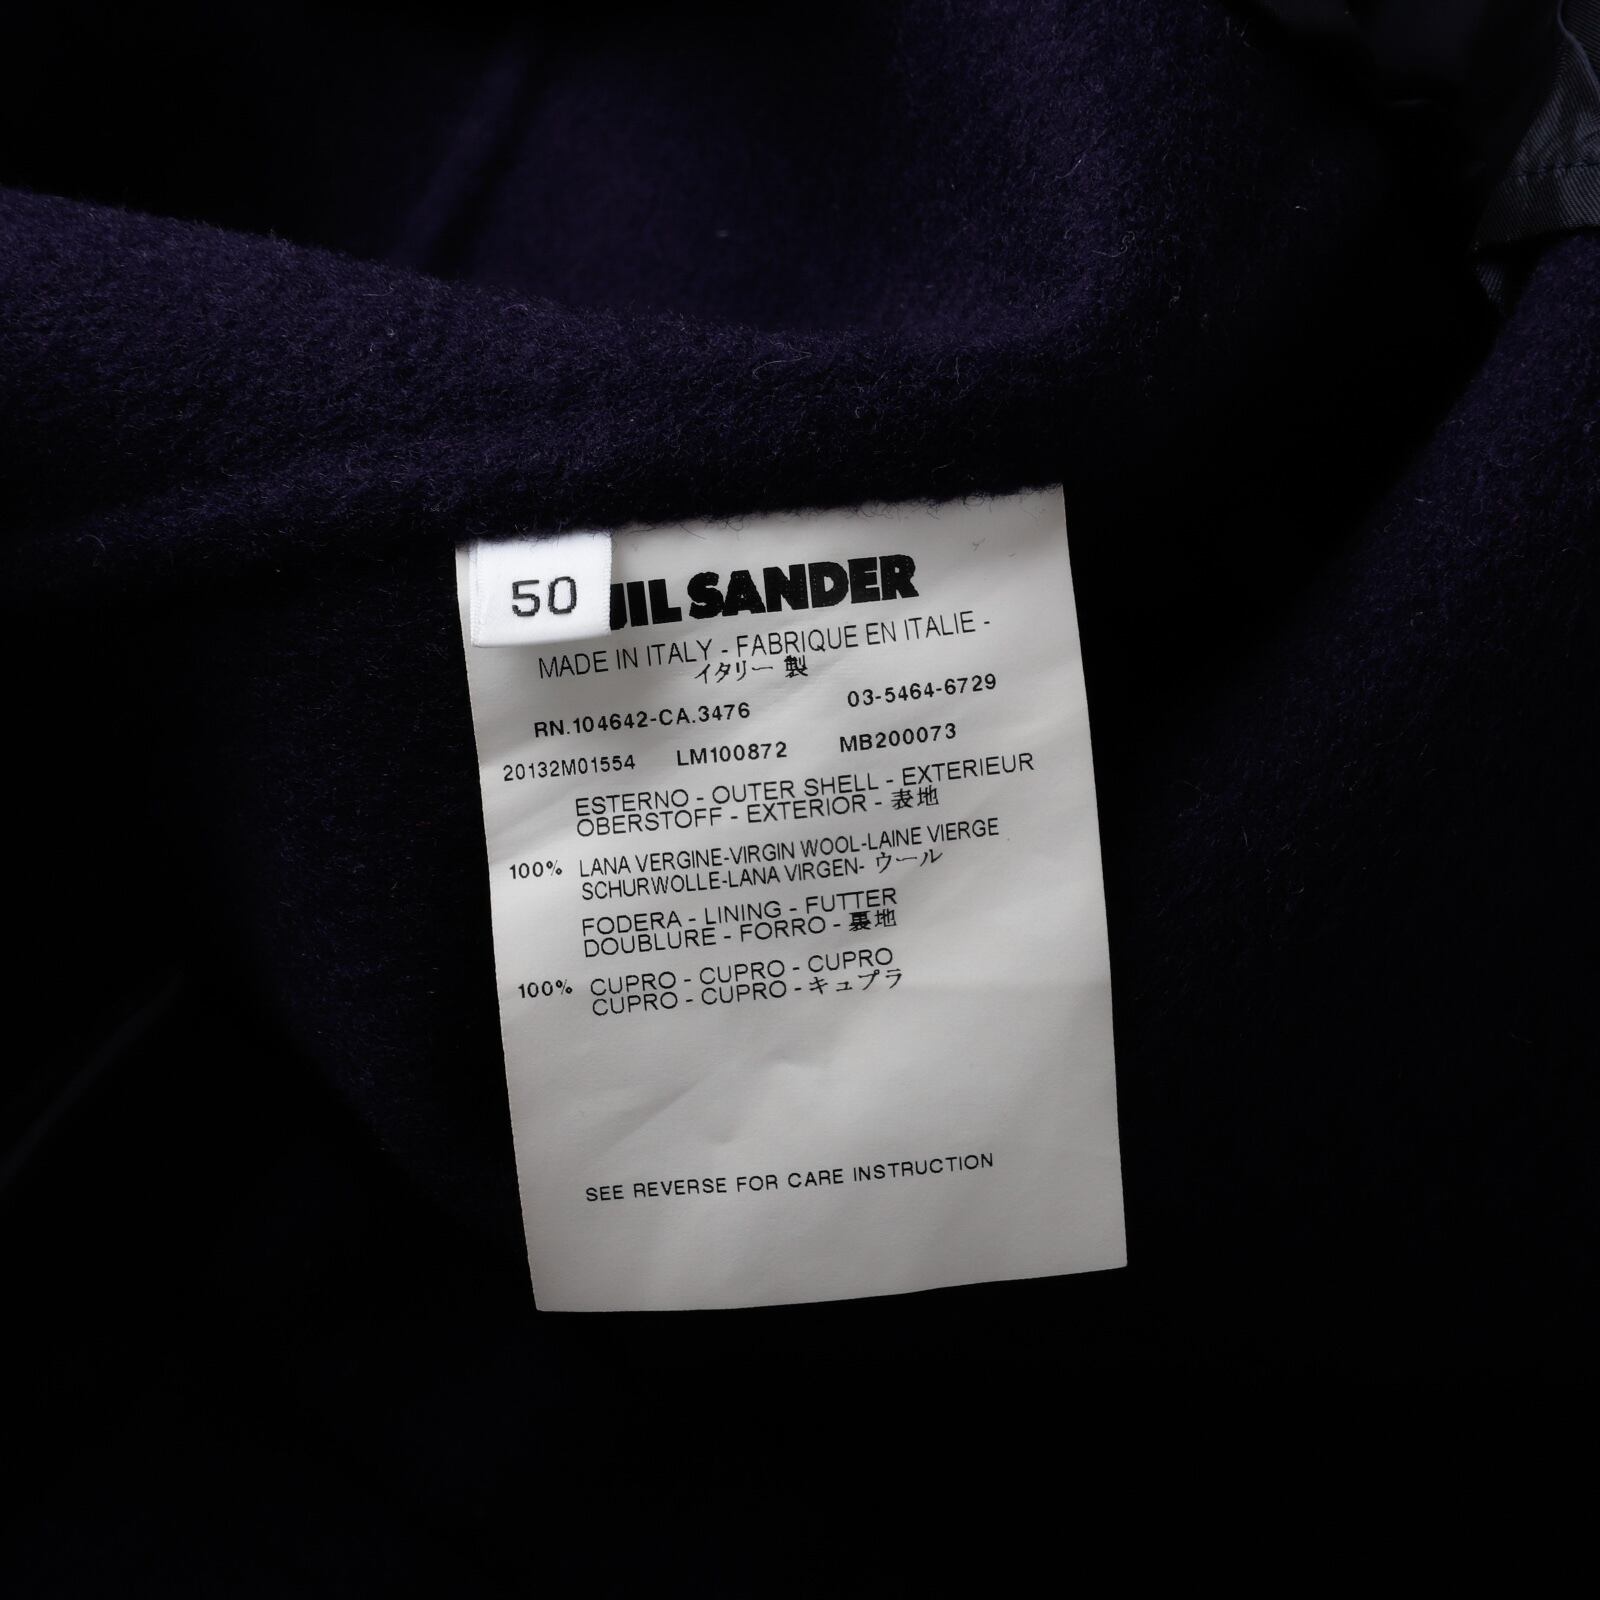 50
JIL SANDER
MADE IN ITALY - FABRIQUE EN ITALIE -
イタリー 製
RN.104642-CA.3476 03-5464-6729
20132M01554 LM100872 MB200073
ESTERNO - OUTER SHELL - EXTERIEUR
OBERSTOFF - EXTERIOR - 表地
100% LANA VERGINE-VIRGIN WOOL-LAINE VIERGE
SCHURWOLLE-LANA VIRGEN- ウール
FODERA - LINING - FUTTER
DOUBLURE - FORRO - 裏地
100% CUPRO - CUPRO - CUPRO
CUPRO - CUPRO - キュプラ
SEE REVERSE FOR CARE INSTRUCTION